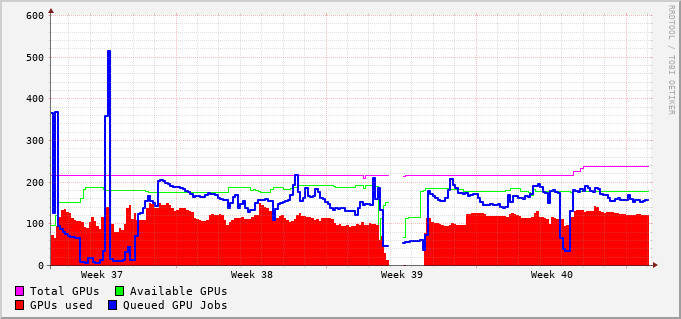 600
500
400
300
200
100
0
Week 37 Week 38 Week 39 Week 40
Total GPUs Available GPUs
GPUs used Queued GPU Jobs
RRDTOOL / TOBI OETIKER